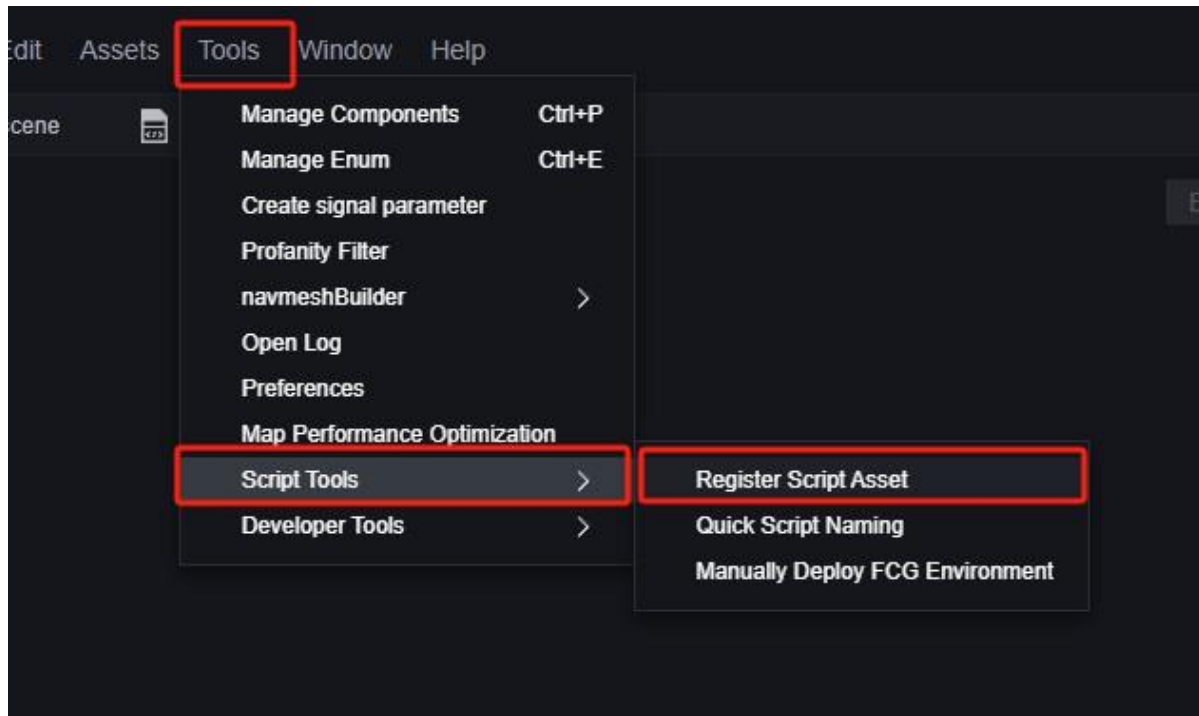 Edit Assets Tools Window Help
scene
Manage Components Ctrl+P
Manage Enum Ctrl+E
Create signal parameter
Profanity Filter
navmeshBuilder
Open Log
Preferences
Map Performance Optimization
Script Tools
Register Script Asset
Developer Tools
Quick Script Naming
Manually Deploy FCG Environment